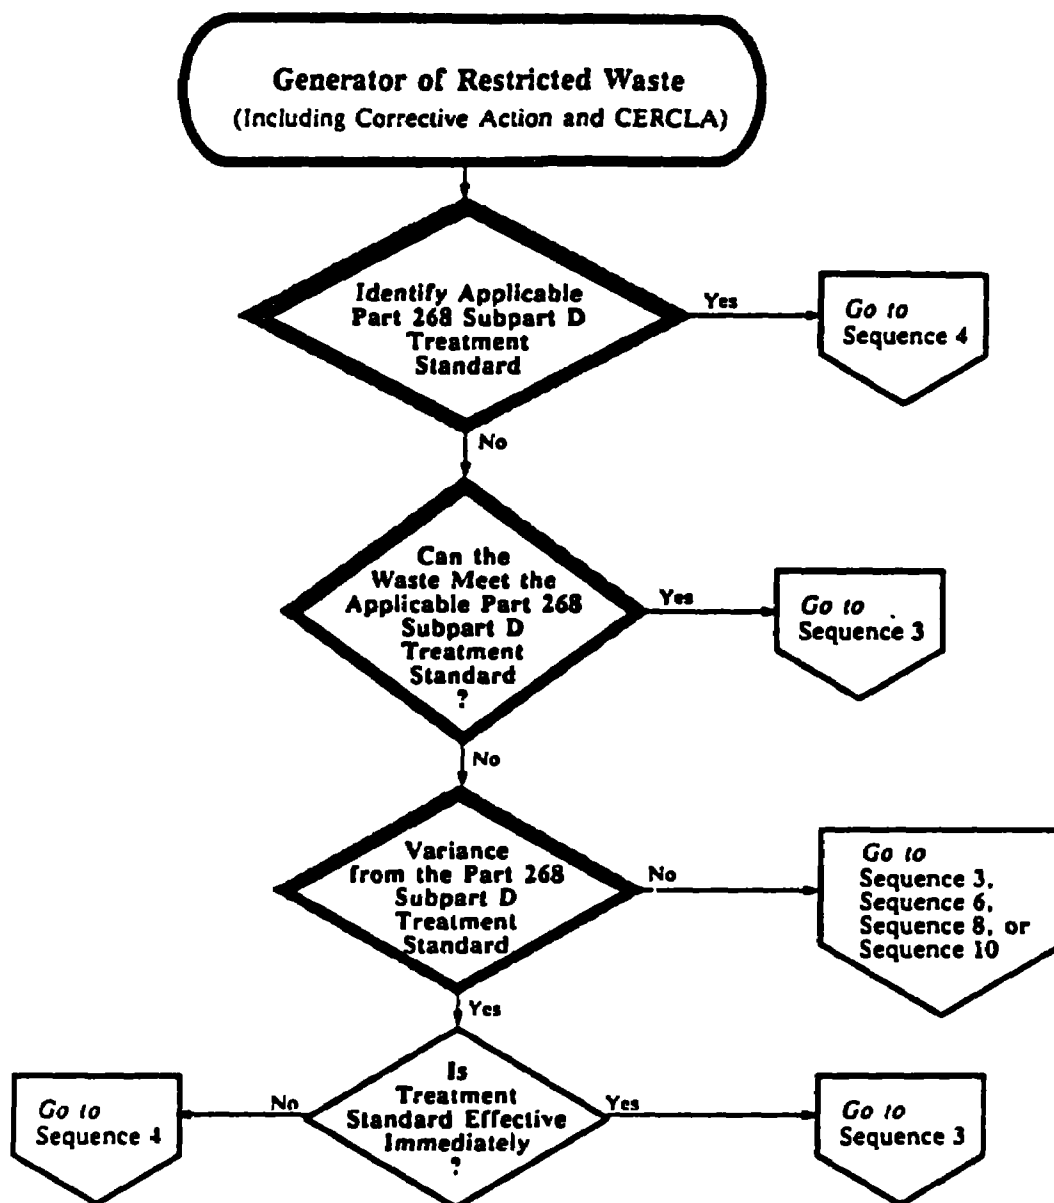 Generator of Restricted Waste
(Including Corrective Action and CERCLA)
Identify Applicable
Part 268 Subpart D
Treatment
Standard
Yes
Go to
Sequence 4
No
Can the
Waste Meet the
Applicable Part 268
Subpart D
Treatment
Standard
?
Yes
Go to
Sequence 3
No
Variance
from the Part 268
Subpart D
Treatment
Standard
No
Go to
Sequence 3,
Sequence 6,
Sequence 8, or
Sequence 10
Yes
Is
Treatment
Standard Effective
Immediately
?
No
Go to
Sequence 4
Yes
Go to
Sequence 3